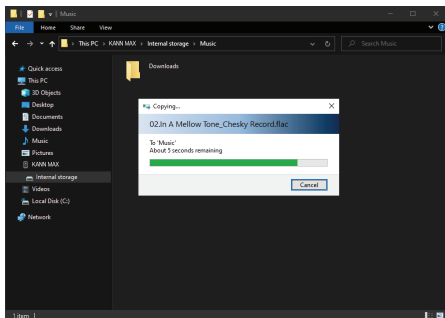 Music
File Home Share View
This PC > KANN MAX > Internal storage > Music
Search Music
Quick access
This PC
3D Objects
Desktop
Documents
Downloads
Music
Pictures
KANN MAX
Internal storage
Videos
Local Disk (C:)
Network
Downloads
Copying...
02.In A Mellow Tone_Chesky Record.flac
To 'Music'
About 5 seconds remaining
Cancel
1 item